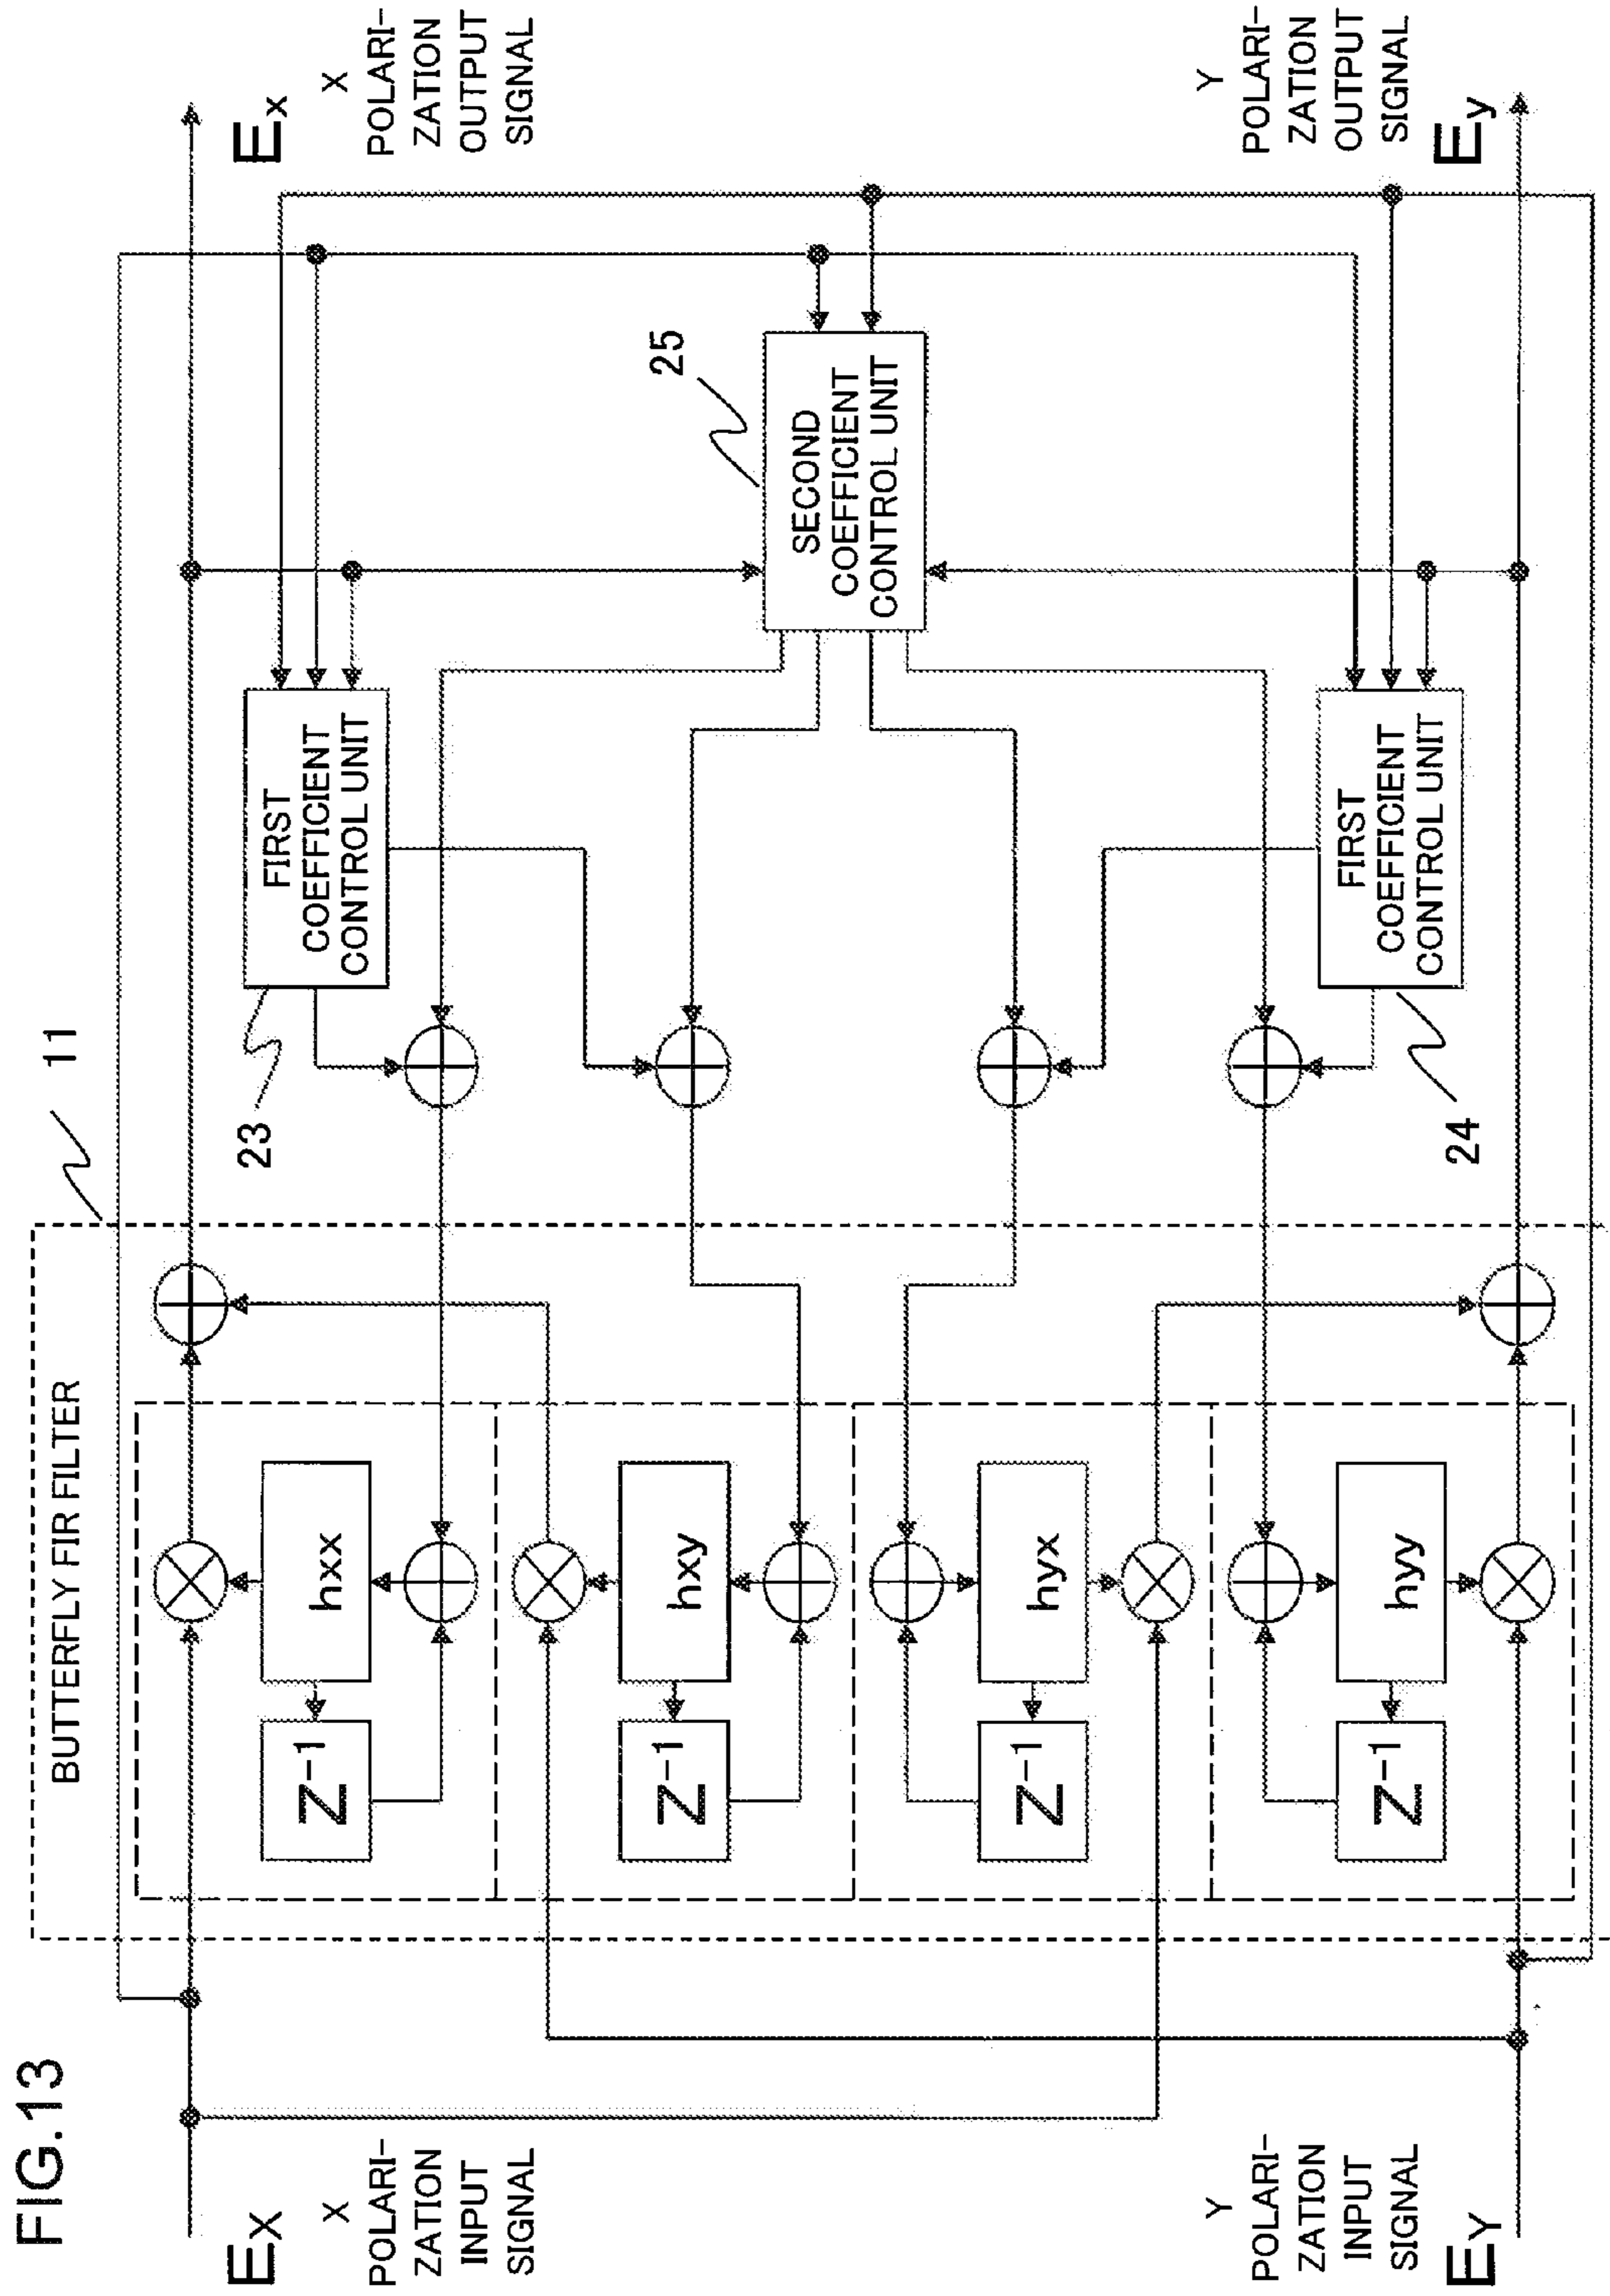 FIG.13
BUTTERFLY FIR FILTER
11
EX
X
POLARI-
ZATION
INPUT
SIGNAL
Z−1
hxx
23
FIRST
COEFFICIENT
CONTROL UNIT
Ex
X
POLARI-
ZATION
OUTPUT
SIGNAL
Z−1
hxy
25
SECOND
COEFFICIENT
CONTROL UNIT
Z−1
hyx
Y
POLARI-
ZATION
INPUT
SIGNAL
EY
Z−1
hyy
24
FIRST
COEFFICIENT
CONTROL UNIT
Y
POLARI-
ZATION
OUTPUT
SIGNAL
Ey